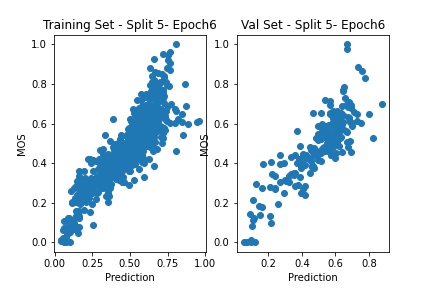 Training Set - Split 5- Epoch6
Val Set - Split 5- Epoch6
1.0
0.8
0.6
0.4
0.2
0.0
MOS
0.00 0.25 0.50 0.75 1.00
Prediction
1.0
0.8
0.6
0.4
0.2
0.0
MOS
0.2 0.4 0.6 0.8
Prediction